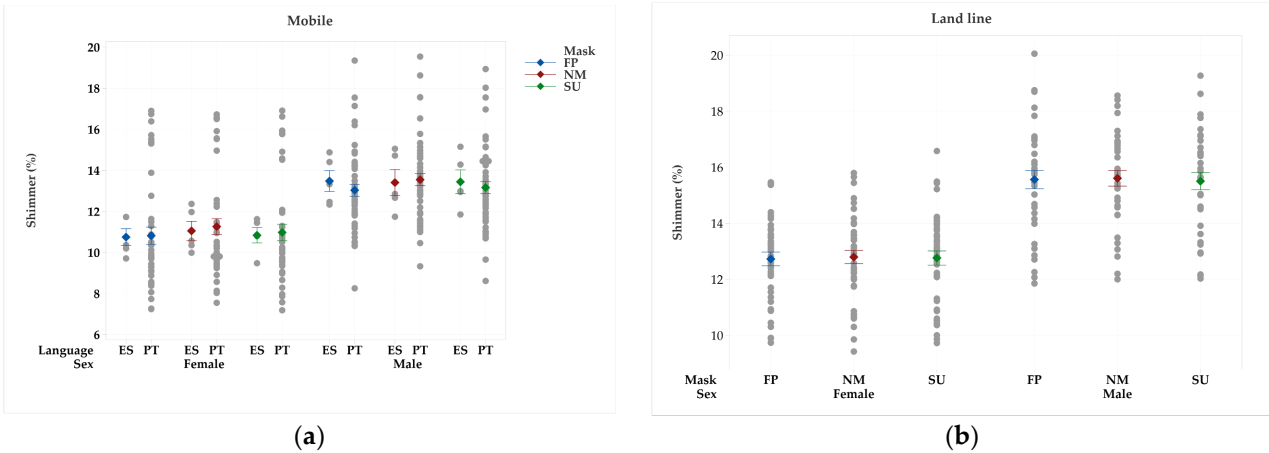 Mobile
Mask
FP
NM
SU
Shimmer (%)
20
18
16
14
12
10
8
6
Language ES PT ES PT ES PT ES PT ES PT ES PT
Sex Female Male
(a)
Land line
Shimmer (%)
20
18
16
14
12
10
Mask FP NM SU FP NM SU
Sex Female Male
(b)